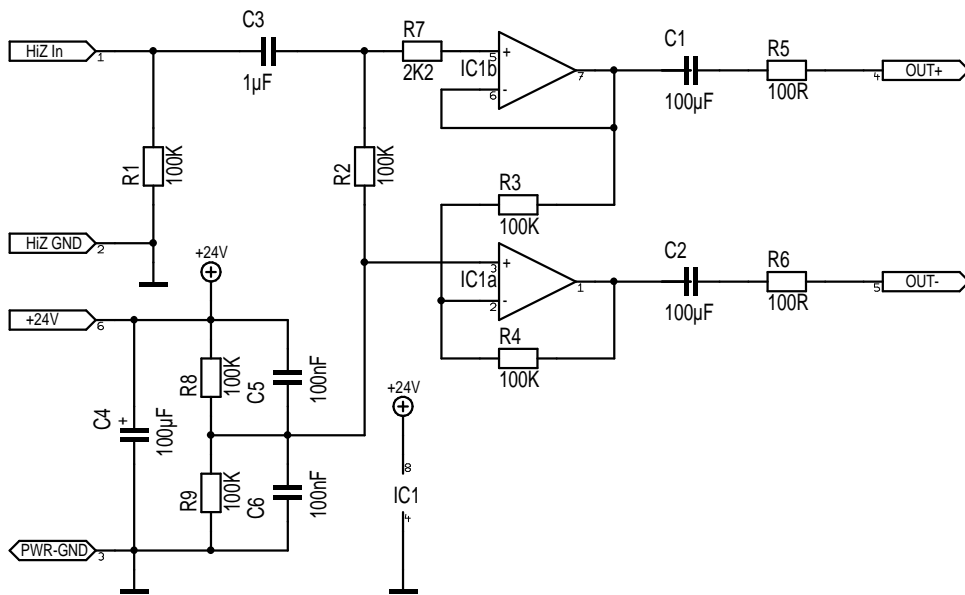 C3
R7
C1
R5
HiZ In
1
5
+
IC1b
7
4
OUT+
1µF
2K2
6
-
100µF
100R
R1
100K
R2
100K
R3
100K
HiZ GND
2
+24V
3
+
IC1a
1
C2
R6
5
OUT-
2
-
100µF
100R
+24V
6
R4
100K
R8
100K
C5
100nF
+24V
C4
+
100µF
R9
100K
C6
100nF
8
IC1
4
PWR-GND
3